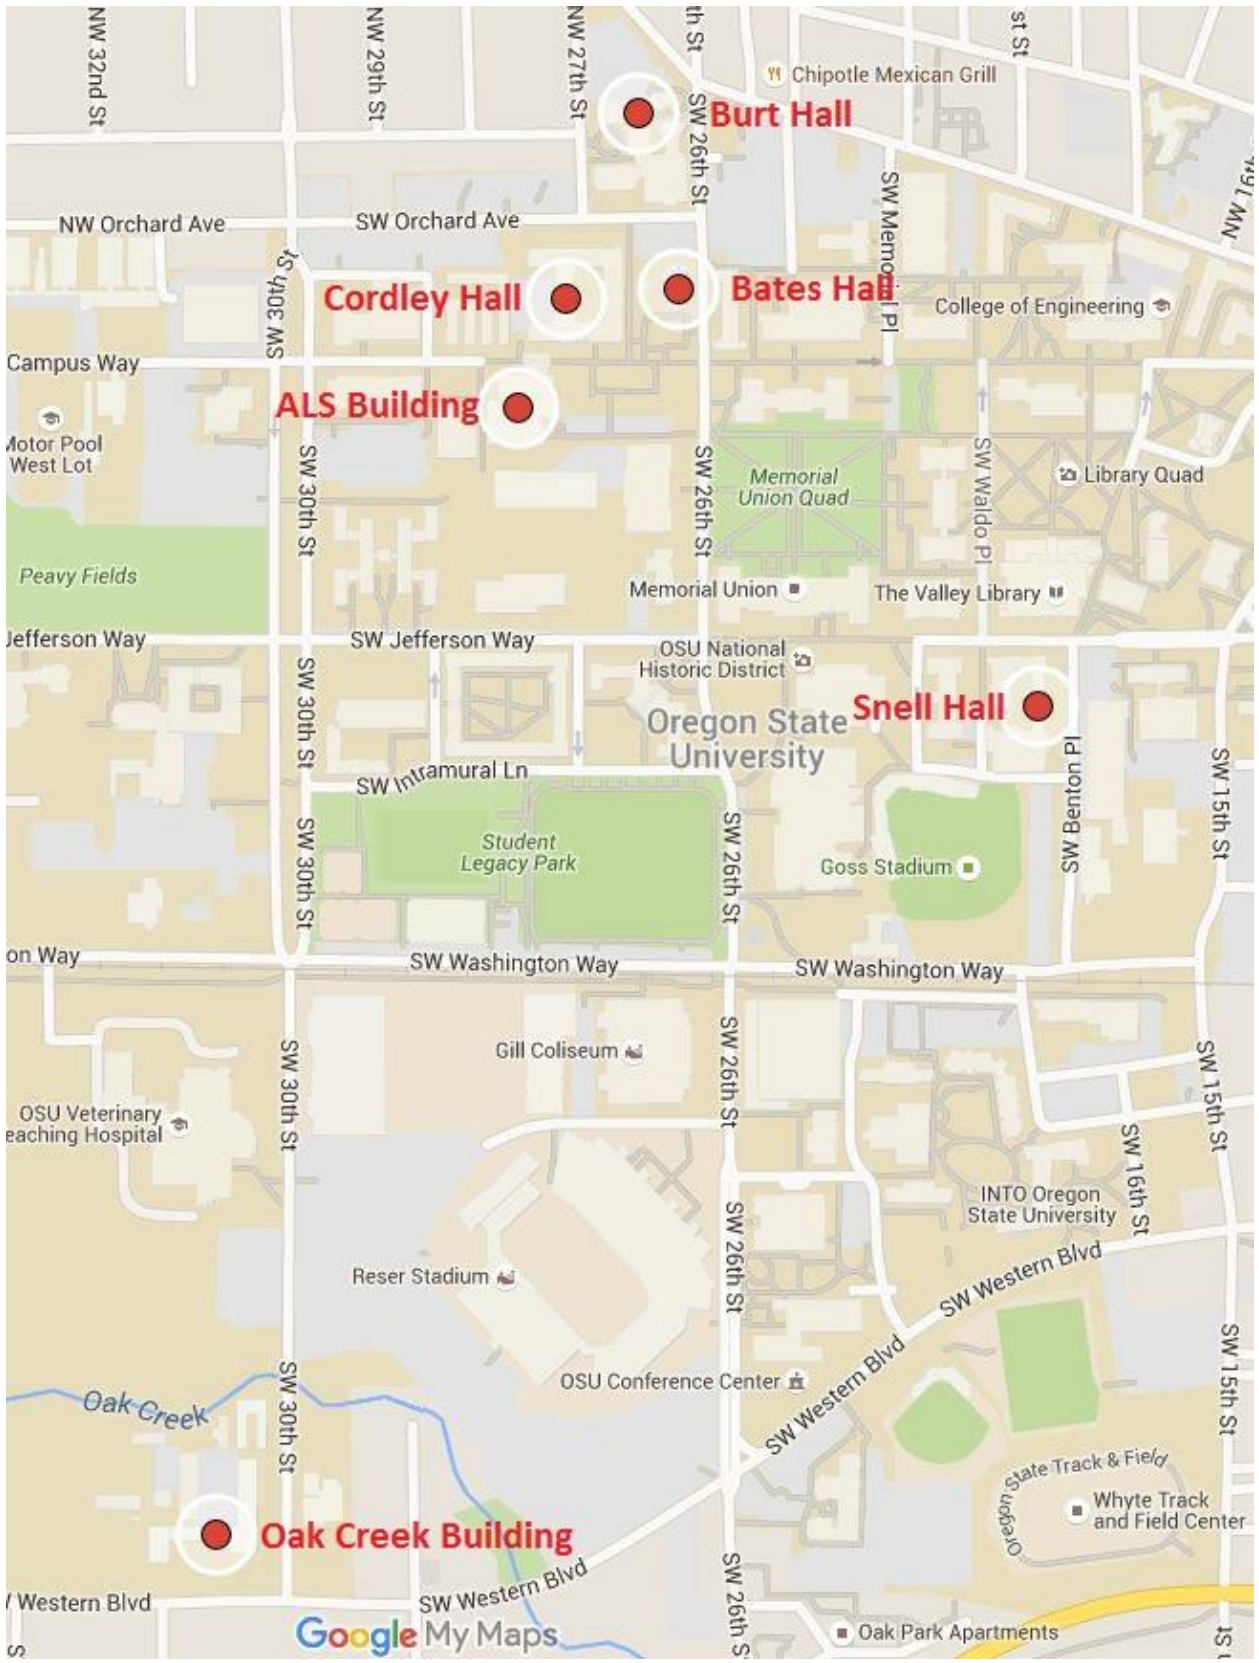 NW 32nd St
NW 29th St
NW 27th St
th St
st St
Chipotle Mexican Grill
Burt Hall
SW 26th St
NW Orchard Ave
SW Orchard Ave
SW Memorial Pl
SW 30th St
Cordley Hall
Bates Hall
College of Engineering
Campus Way
ALS Building
Motor Pool
West Lot
SW 30th St
SW 26th St
Memorial
Union Quad
SW Waldo Pl
Library Quad
Peavy Fields
Memorial Union
The Valley Library
Jefferson Way
SW Jefferson Way
OSU National
Historic District
SW 30th St
Snell Hall
Oregon State
University
SW Intramural Ln
SW Benton Pl
SW 15th St
SW 30th St
Student
Legacy Park
SW 26th St
Goss Stadium
on Way
SW Washington Way
SW Washington Way
SW 30th St
Gill Coliseum
SW 26th St
SW 15th St
OSU Veterinary
eaching Hospital
SW 16th St
INTO Oregon
State University
SW 26th St
Reser Stadium
SW Western Blvd
SW 15th St
SW 30th St
OSU Conference Center
SW Western Blvd
Oak Creek
Oregon State Track & Field
Whyte Track
and Field Center
Oak Creek Building
SW Western Blvd
Western Blvd
SW 26th S
Google My Maps
Oak Park Apartments
S
St